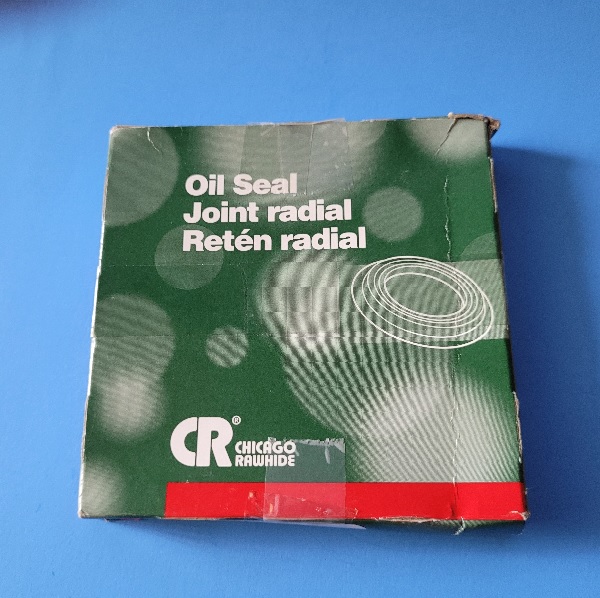 Oil Seal
Joint radial
Retén radial
CR®
CHICAGO
RAWHIDE